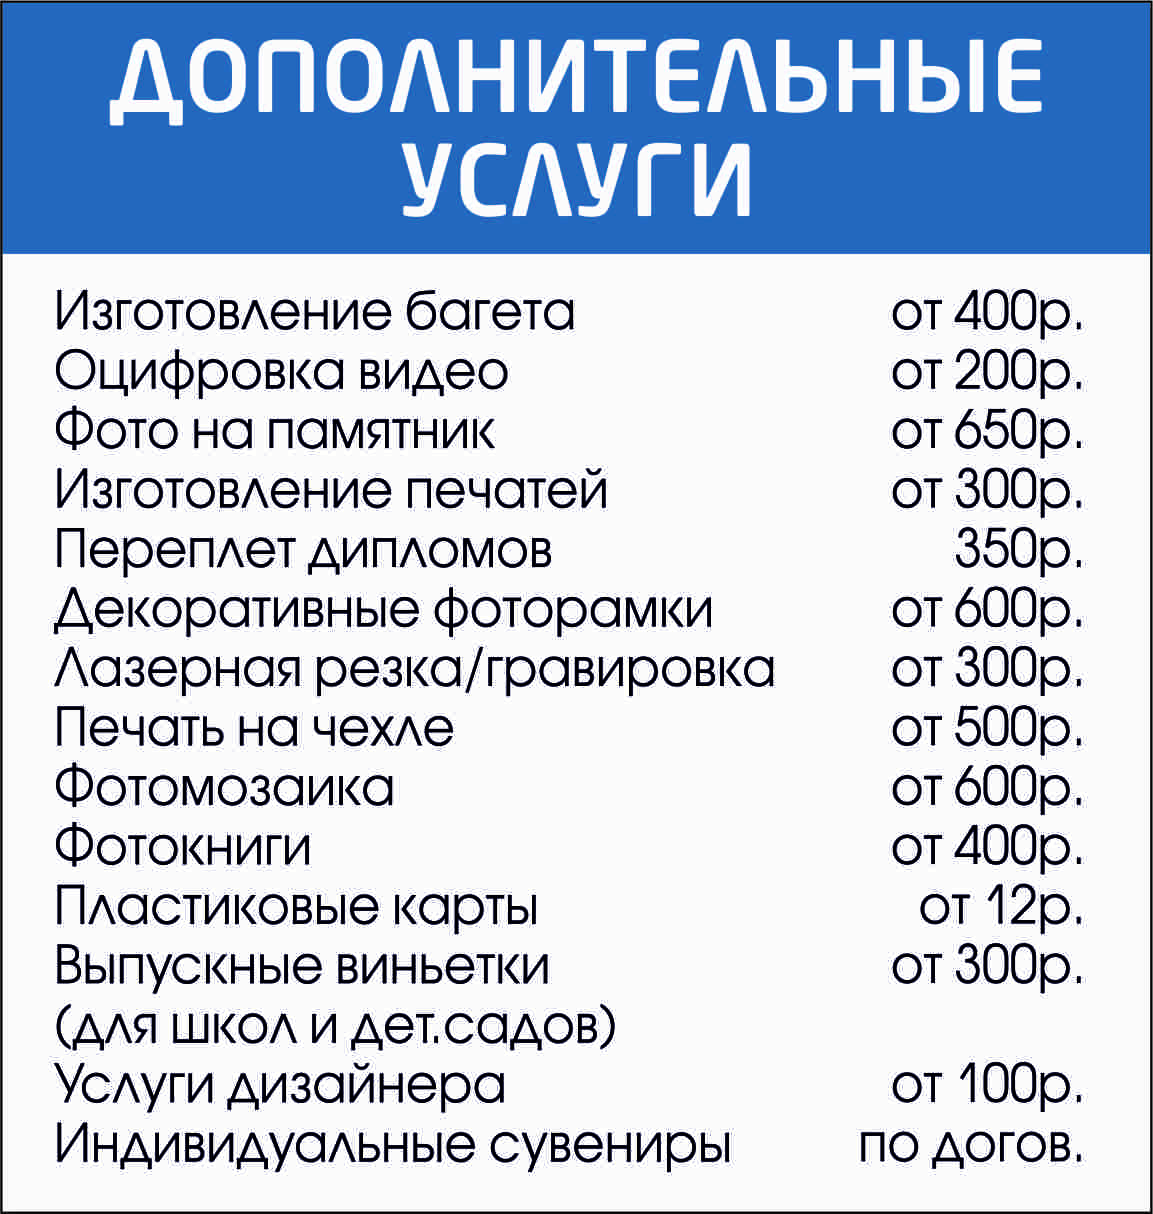 ДОПОЛНИТЕЛЬНЫЕ
УСЛУГИ
Изготовление багета от 400р.
Оцифровка видео от 200р.
Фото на памятник от 650р.
Изготовление печатей от 300р.
Переплет дипломов 350р.
Декоративные фоторамки от 600р.
Лазерная резка/гравировка от 300р.
Печать на чехле от 500р.
Фотомозаика от 600р.
Фотокниги от 400р.
Пластиковые карты от 12р.
Выпускные виньетки от 300р.
(для школ и дет.садов)
Услуги дизайнера от 100р.
Индивидуальные сувениры по догов.